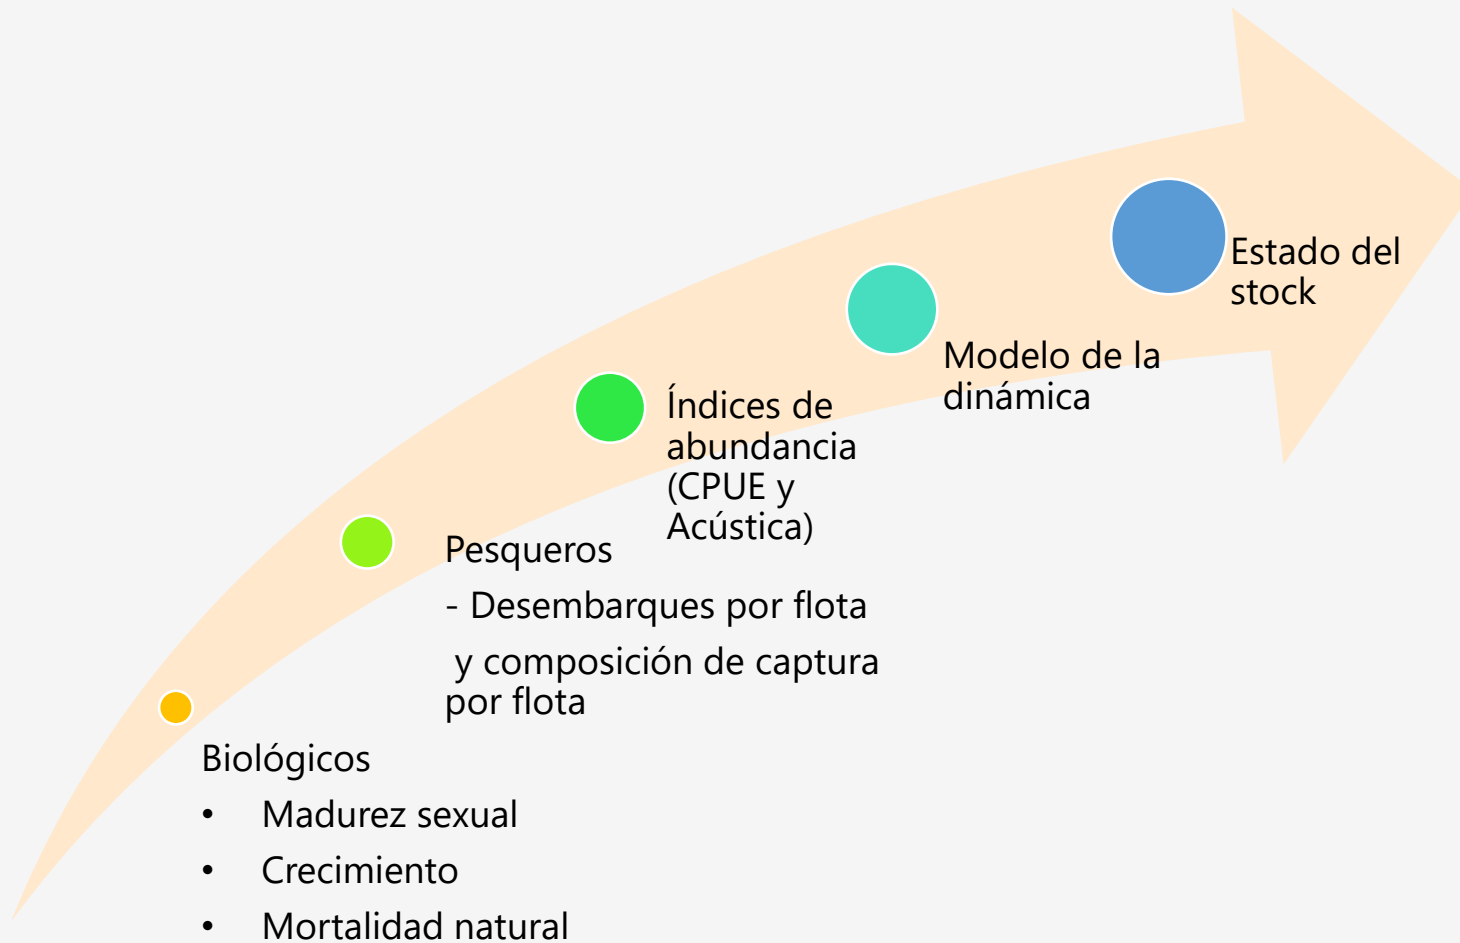 Biológicos
• Madurez sexual
• Crecimiento
• Mortalidad natural
Pesqueros
- Desembarques por flota
y composición de captura
por flota
Índices de
abundancia
(CPUE y
Acústica)
Modelo de la
dinámica
Estado del
stock